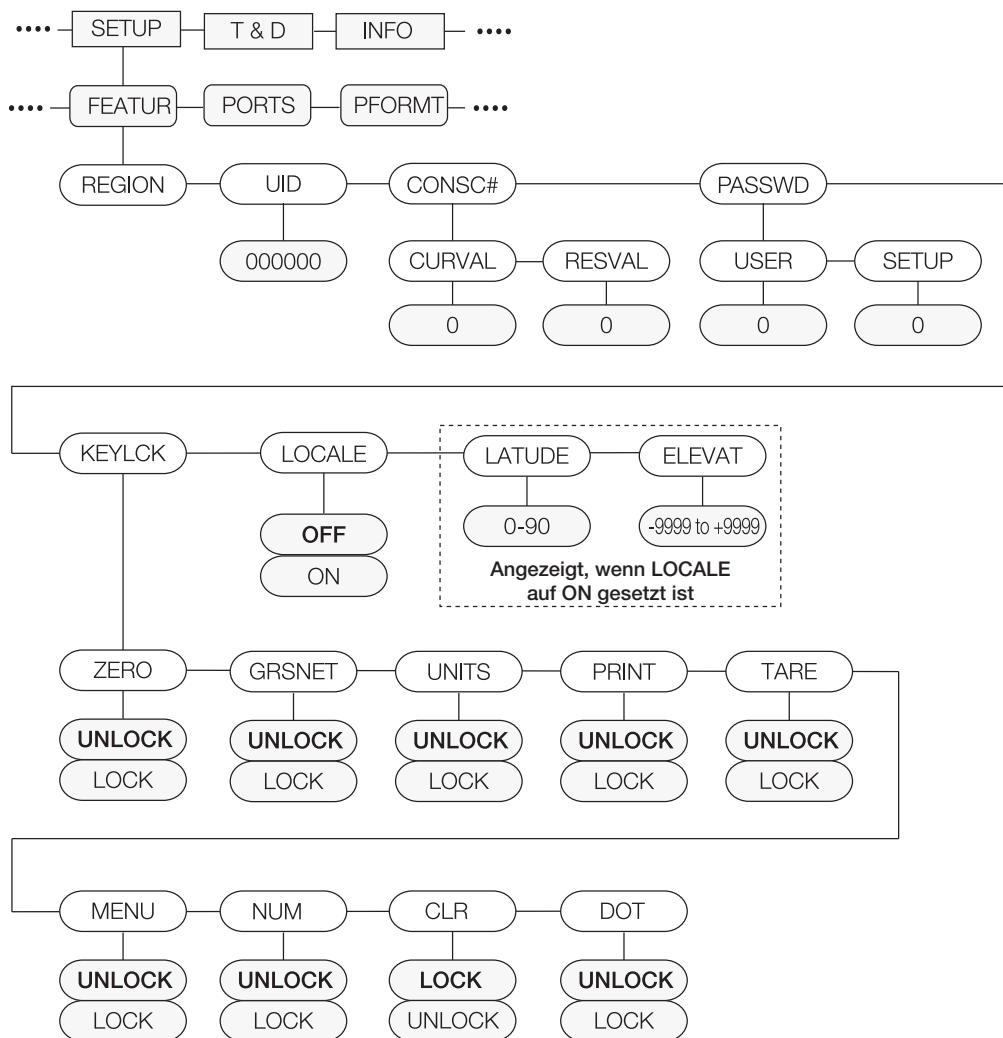 •••• SETUP T & D INFO ••••
•••• FEATUR PORTS PFORMT ••••
REGION UID CONSC# PASSWD
000000 CURVAL RESVAL USER SETUP
0 0 0 0
KEYLCK LOCALE LATUDE ELEVAT
OFF 0-90 -9999 to +9999
ON
Angezeigt, wenn LOCALE
auf ON gesetzt ist
ZERO GRSNET UNITS PRINT TARE
UNLOCK UNLOCK UNLOCK UNLOCK UNLOCK
LOCK LOCK LOCK LOCK LOCK
MENU NUM CLR DOT
UNLOCK UNLOCK LOCK UNLOCK
LOCK LOCK UNLOCK LOCK